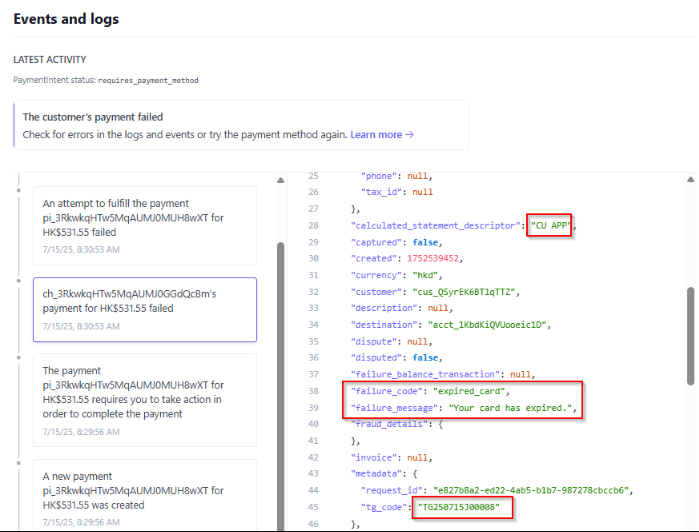 Events and logs
LATEST ACTIVITY
PaymentIntent status: requires_payment_method
The customer's payment failed
Check for errors in the logs and events or try the payment method again. Learn more →
An attempt to fulfill the payment
pi_3RkwkqHTw5MqAUMJ0MUH8wXT for
HK$531.55 failed
7/15/25, 8:30:53 AM
ch_3RkwkqHTw5MqAUMJ0GGdQcBm's
payment for HK$531.55 failed
7/15/25, 8:30:53 AM
The payment
pi_3RkwkqHTw5MqAUMJ0MUH8wXT for
HK$531.55 requires you to take action in
order to complete the payment
7/15/25, 8:29:56 AM
A new payment
pi_3RkwkqHTw5MqAUMJ0MUH8wXT for
HK$531.55 was created
7/15/25, 8:29:56 AM
25 "phone": null,
26 "tax_id": null
27 },
28 "calculated_statement_descriptor": "CU APP",
29 "captured": false,
30 "created": 1752539452,
31 "currency": "hkd",
32 "customer": "cus_QSyrEK6BTlqTTZ",
33 "description": null,
34 "destination": "acct_1KbdKiQVUooeic1D",
35 "dispute": null,
36 "disputed": false,
37 "failure_balance_transaction": null,
38 "failure_code": "expired_card",
39 "failure_message": "Your card has expired.",
40 "fraud_details": {
41 },
42 "invoice": null,
43 "metadata": {
44 "request_id": "e827b8a2-ed22-4ab5-b1b7-987278cbccb6",
45 "tg_code": "TG250715J00008"
46 },